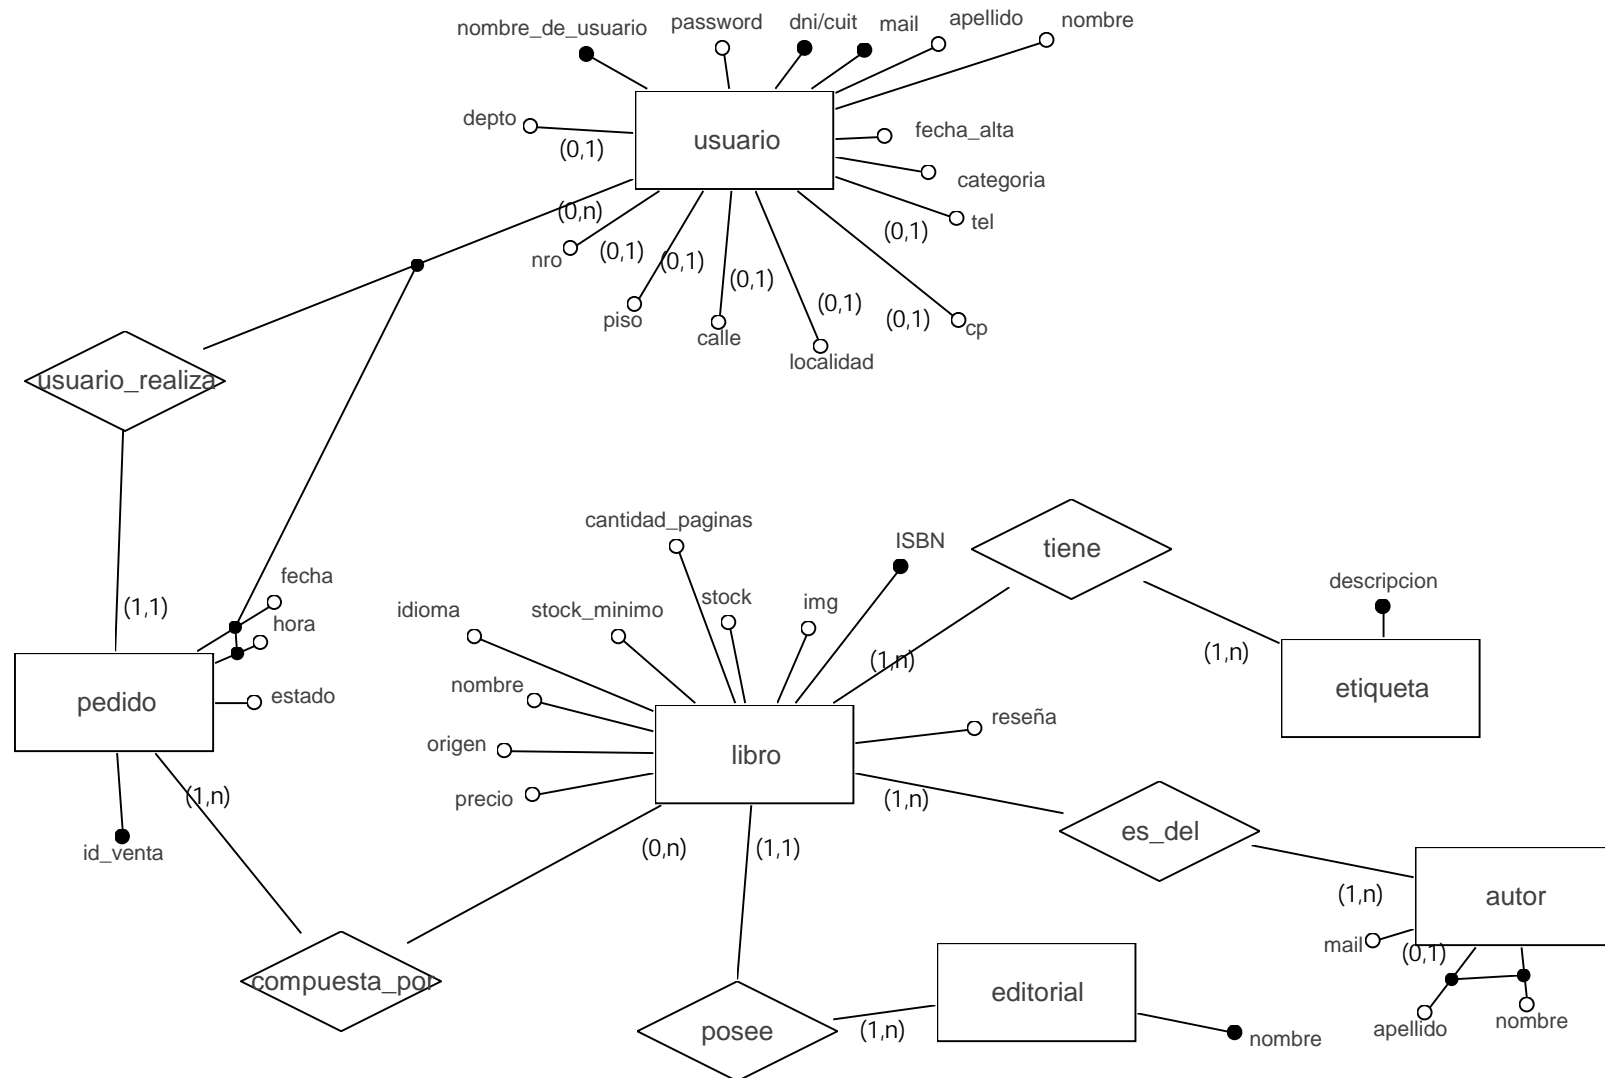 nombre_de_usuario
password
dni/cuit
mail
apellido
nombre
depto
(0,1)
usuario
fecha_alta
categoria
tel
(0,1)
(0,n)
nro
(0,1)
piso
(0,1)
calle
(0,1)
localidad
(0,1)
cp
(0,1)
usuario_realiza
(1,1)
fecha
hora
pedido
estado
id_venta
(1,n)
compuesta_por
(0,n)
idioma
stock_minimo
cantidad_paginas
stock
img
ISBN
nombre
origen
precio
libro
reseña
(1,n)
tiene
(1,n)
descripcion
etiqueta
(1,n)
es_del
(1,n)
autor
mail
(0,1)
apellido
nombre
(1,1)
posee
(1,n)
editorial
nombre